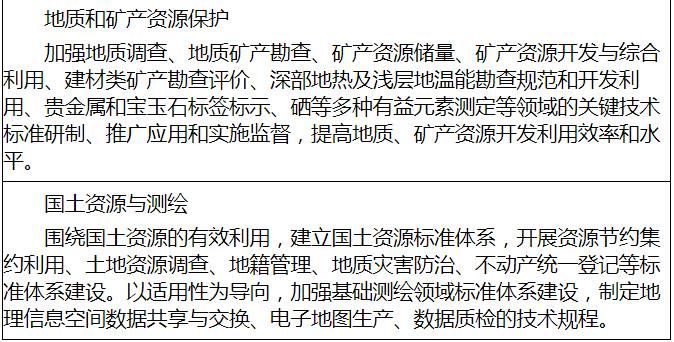 地质和矿产资源保护
加强地质调查、地质矿产勘查、矿产资源储量、矿产资源开发与综合
利用、建材类矿产勘查评价、深部地热及浅层地温能勘查规范和开发利
用、贵金属和宝玉石标签标示、硒等多种有益元素测定等领域的关键技术
标准研制、推广应用和实施监督，提高地质、矿产资源开发利用效率和水
平。
国土资源与测绘
围绕国土资源的有效利用，建立国土资源标准体系，开展资源节约集
约利用、土地资源调查、地籍管理、地质灾害防治、不动产统一登记等标
准体系建设。以适用性为导向，加强基础测绘领域标准体系建设，制定地
理信息空间数据共享与交换、电子地图生产、数据质检的技术规程。